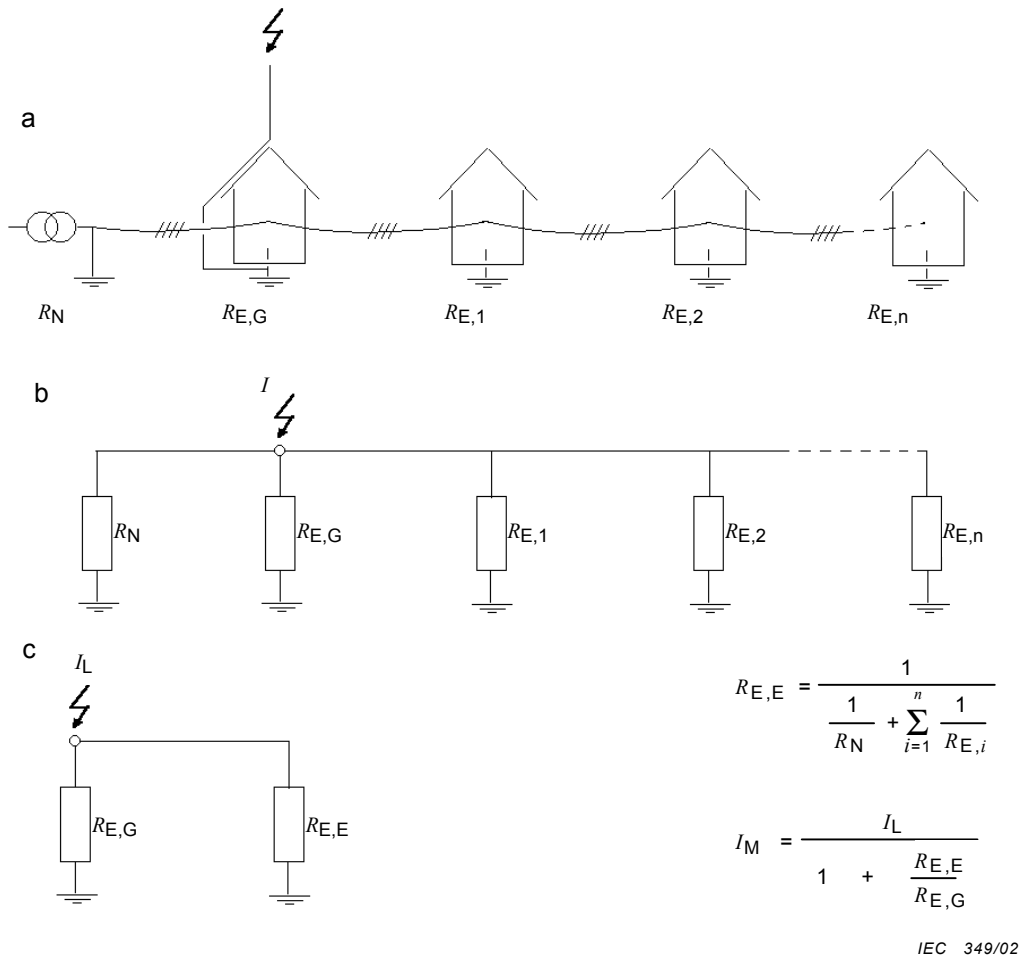 a
R_N R_E,G R_E,1 R_E,2 R_E,n
b
I
R_N R_E,G R_E,1 R_E,2 R_E,n
c
I_L
R_E,G R_E,E
R_E,E = 1 / (1/R_N + ∑_{i=1}^{n} 1/R_E,i)
I_M = I_L / (1 + R_E,E/R_E,G)
IEC 349/02